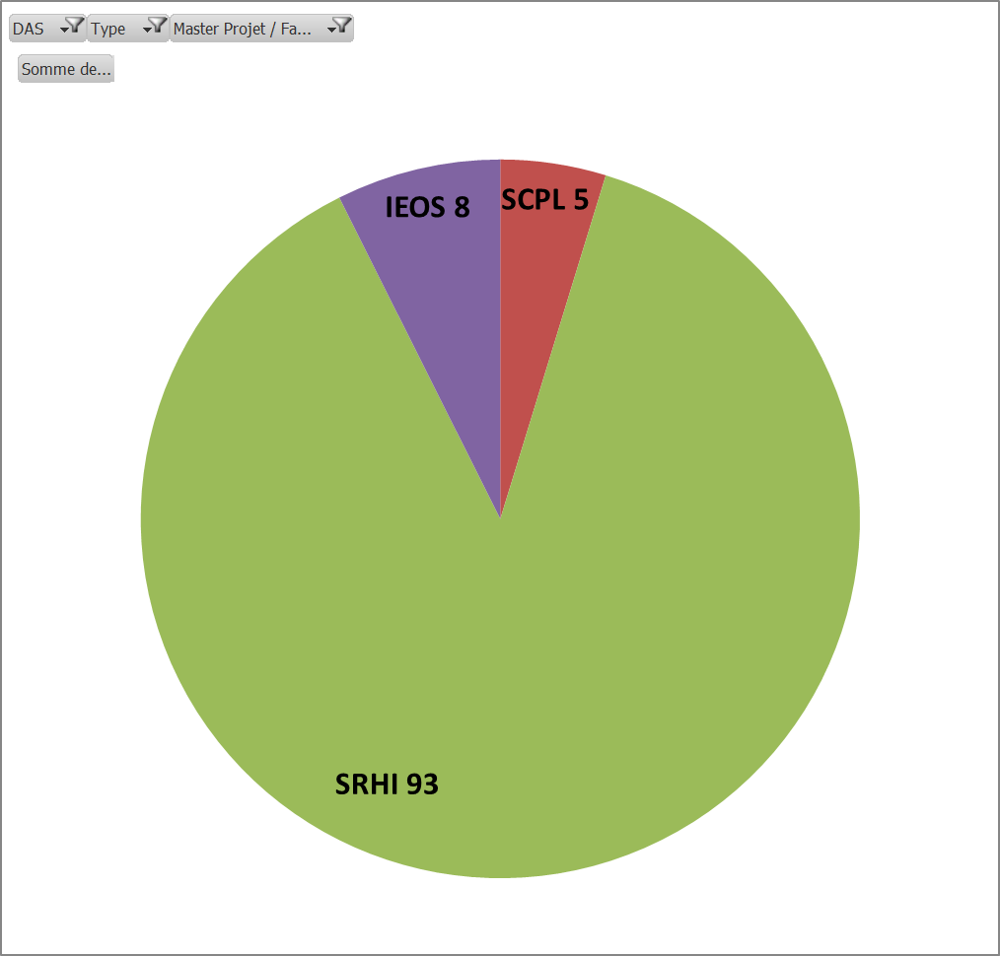 DAS Type Master Projet / Fa...
Somme de...
IEOS 8 SCPL 5
SRHI 93